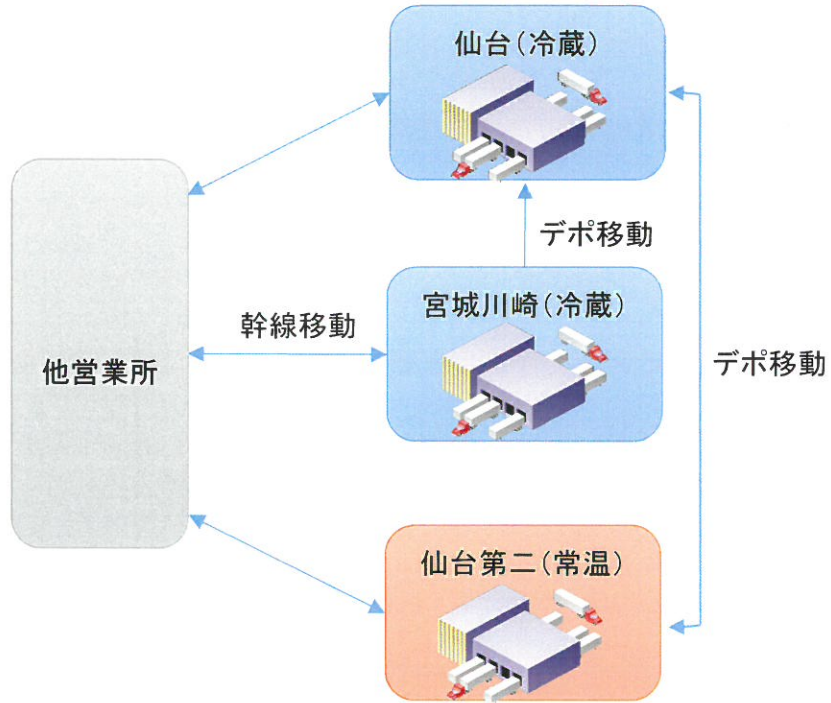 仙台(冷蔵)
デポ移動
宮城川崎(冷蔵)
幹線移動
他営業所
デポ移動
仙台第二(常温)